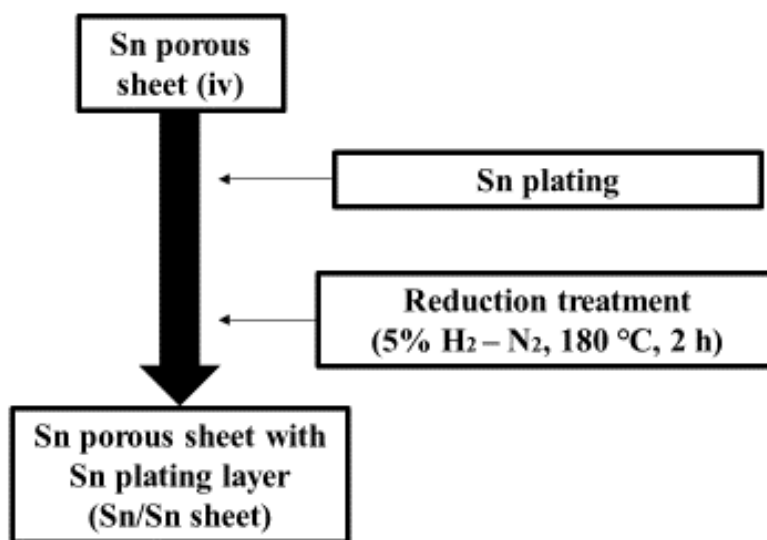 Sn porous
sheet (iv)
Sn plating
Reduction treatment
(5% H₂ – N₂, 180 °C, 2 h)
Sn porous sheet with
Sn plating layer
(Sn/Sn sheet)